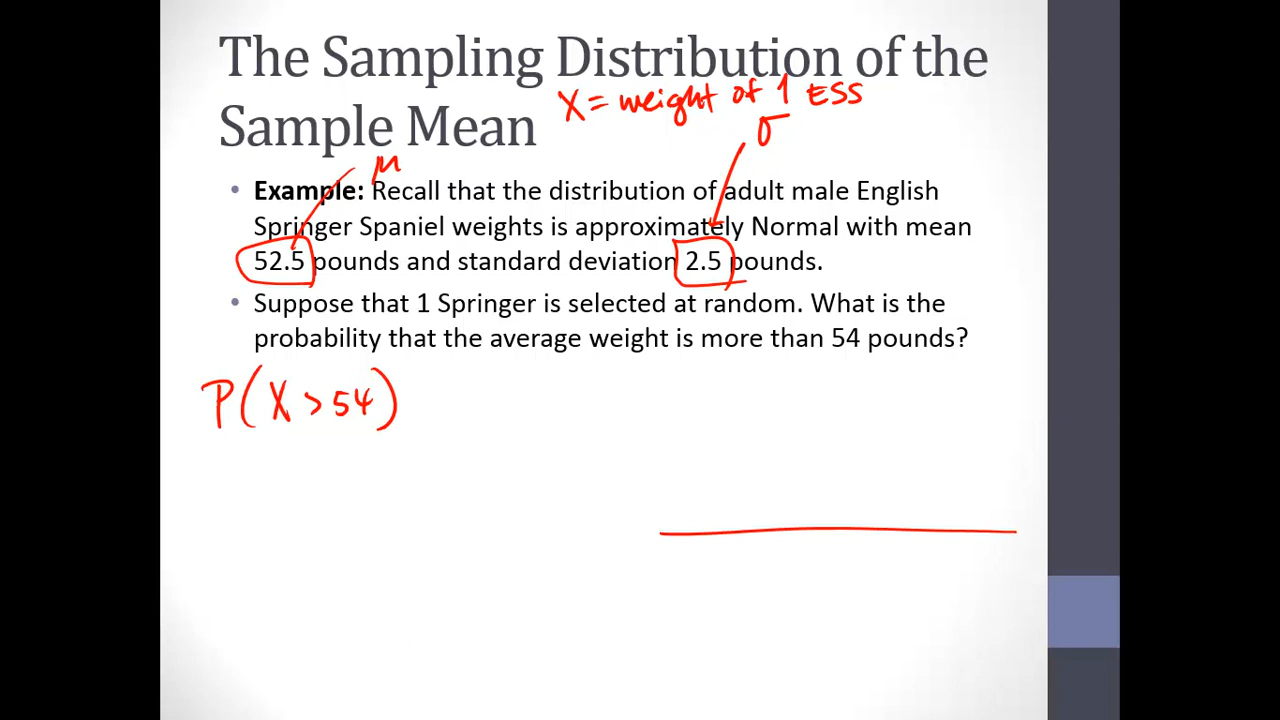 The Sampling Distribution of the
X = weight of 1 ESS
Sample Mean
σ
μ
• Example: Recall that the distribution of adult male English
Springer Spaniel weights is approximately Normal with mean
52.5 pounds and standard deviation 2.5 pounds.
• Suppose that 1 Springer is selected at random. What is the
probability that the average weight is more than 54 pounds?
P(X > 54)